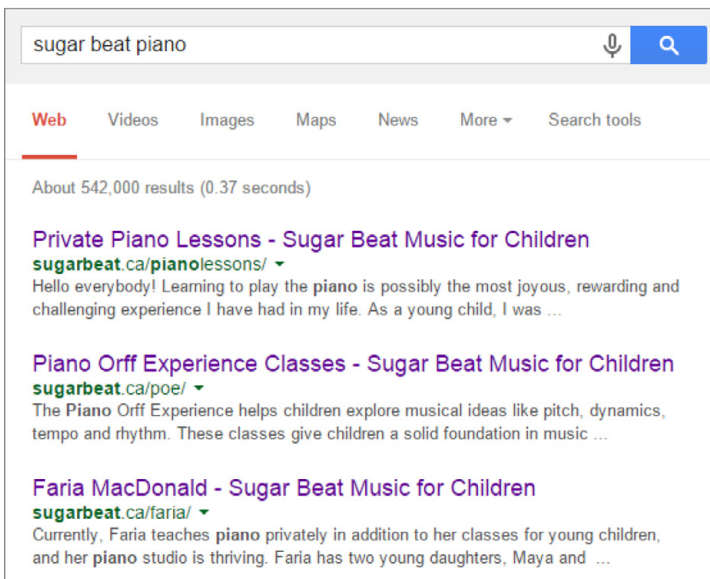 sugar beat piano
Web Videos Images Maps News More Search tools
About 542,000 results (0.37 seconds)
Private Piano Lessons - Sugar Beat Music for Children
sugarbeat.ca/pianolessons/
Hello everybody! Learning to play the piano is possibly the most joyous, rewarding and
challenging experience I have had in my life. As a young child, I was ...
Piano Orff Experience Classes - Sugar Beat Music for Children
sugarbeat.ca/poe/
The Piano Orff Experience helps children explore musical ideas like pitch, dynamics,
tempo and rhythm. These classes give children a solid foundation in music ...
Faria MacDonald - Sugar Beat Music for Children
sugarbeat.ca/faria/
Currently, Faria teaches piano privately in addition to her classes for young children,
and her piano studio is thriving. Faria has two young daughters, Maya and ...